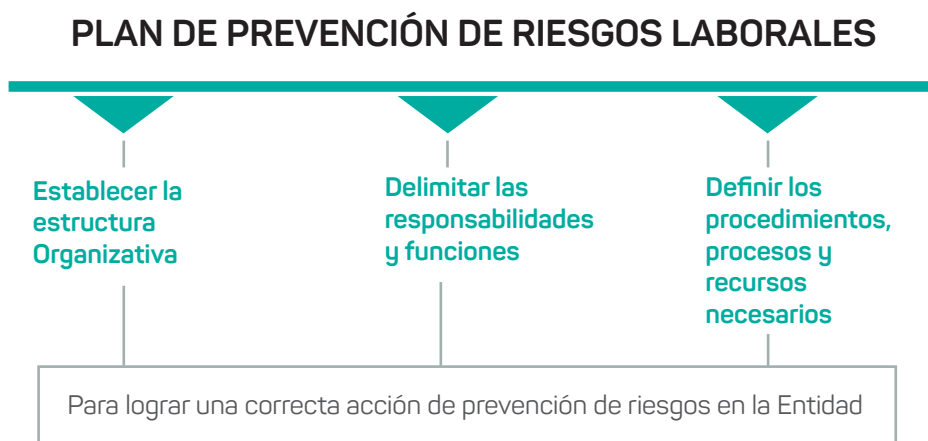 PLAN DE PREVENCIÓN DE RIESGOS LABORALES
Establecer la
estructura
Organizativa
Delimitar las
responsabilidades
y funciones
Definir los
procedimientos,
procesos y
recursos
necesarios
Para lograr una correcta acción de prevención de riesgos en la Entidad